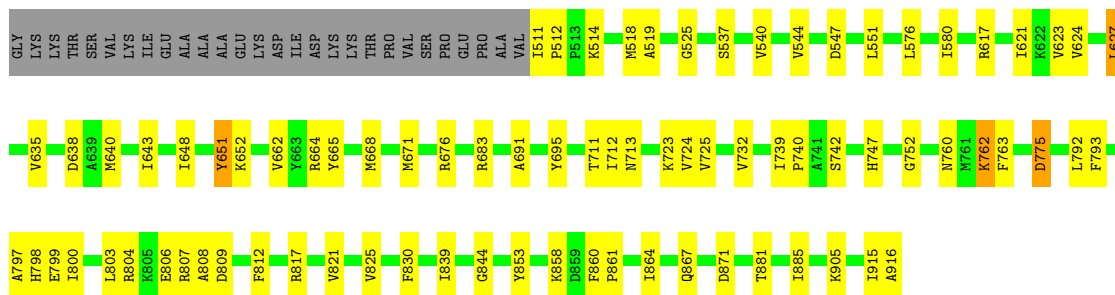 GLY LYS LYS THR SER VAL LYS ILE GLU ALA ALA ALA GLU LYS ASP ILE ASP LYS LYS THR PRO VAL SER PRO GLU PRO ALA VAL I511 P512 P513 K514 M518 A519 G525 S537 V540 V544 D547 L551 L576 I580 R617 I621 K622 V623 V624
V635 D638 A639 M640 I643 I648 Y651 K652 V662 Y663 R664 Y665 M668 M671 R676 R683 A691 Y695 T711 I712 N713 K723 V724 V725 V732 I739 P740 A741 S742 H747 G752 N760 M761 K762 F763 D775 L792 F793
A797 H798 E799 I800 L803 R804 K805 E806 R807 A808 D809 F812 R817 V821 V825 F830 I839 G844 Y853 K858 D859 F860 P861 I864 Q867 D871 T881 I885 K905 I915 A916